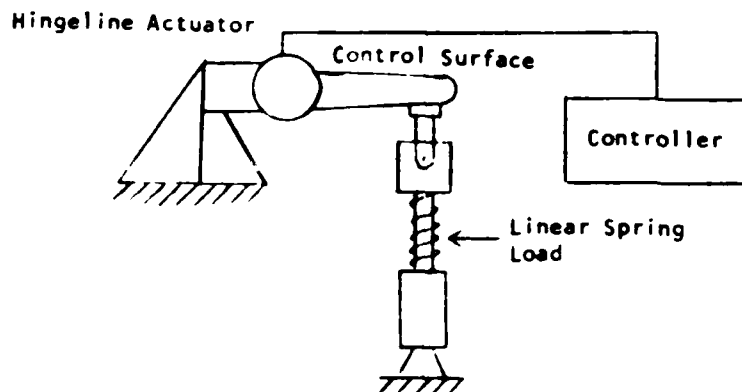 Hingeline Actuator
Control Surface
Controller
Linear Spring
Load